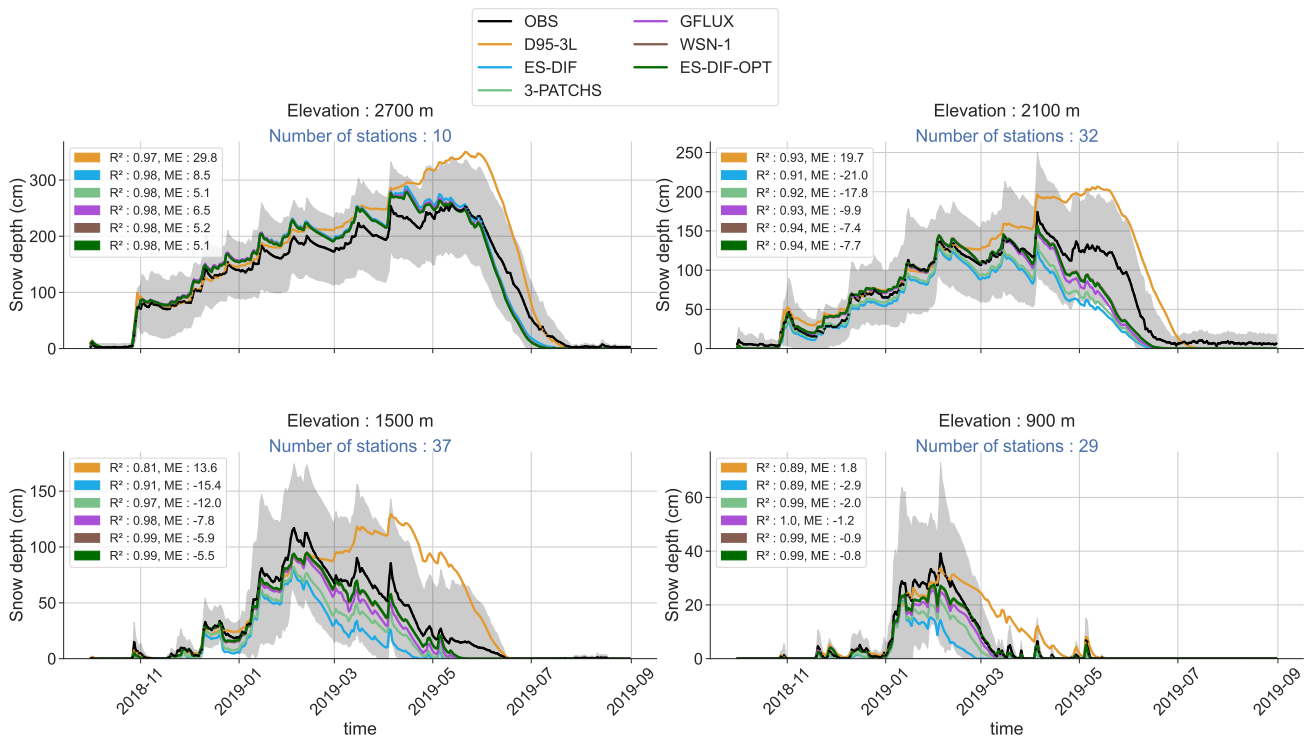 OBS
D95-3L
ES-DIF
3-PATCHS
GFLUX
WSN-1
ES-DIF-OPT
Elevation : 2700 m
Number of stations : 10
R² : 0.97, ME : 29.8
R² : 0.98, ME : 8.5
R² : 0.98, ME : 5.1
R² : 0.98, ME : 6.5
R² : 0.98, ME : 5.2
R² : 0.98, ME : 5.1
Snow depth (cm)
300
200
100
0
Elevation : 2100 m
Number of stations : 32
R² : 0.93, ME : 19.7
R² : 0.91, ME : -21.0
R² : 0.92, ME : -17.8
R² : 0.93, ME : -9.9
R² : 0.94, ME : -7.4
R² : 0.94, ME : -7.7
Snow depth (cm)
250
200
150
100
50
0
Elevation : 1500 m
Number of stations : 37
R² : 0.81, ME : 13.6
R² : 0.91, ME : -15.4
R² : 0.97, ME : -12.0
R² : 0.98, ME : -7.8
R² : 0.99, ME : -5.9
R² : 0.99, ME : -5.5
Snow depth (cm)
150
100
50
0
2018-11
2019-01
2019-03
2019-05
2019-07
2019-09
time
Elevation : 900 m
Number of stations : 29
R² : 0.89, ME : 1.8
R² : 0.89, ME : -2.9
R² : 0.99, ME : -2.0
R² : 1.0, ME : -1.2
R² : 0.99, ME : -0.9
R² : 0.99, ME : -0.8
Snow depth (cm)
60
40
20
0
2018-11
2019-01
2019-03
2019-05
2019-07
2019-09
time